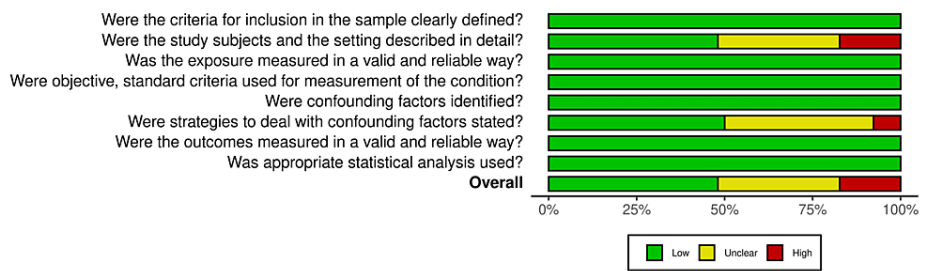 Were the criteria for inclusion in the sample clearly defined?
Were the study subjects and the setting described in detail?
Was the exposure measured in a valid and reliable way?
Were objective, standard criteria used for measurement of the condition?
Were confounding factors identified?
Were strategies to deal with confounding factors stated?
Were the outcomes measured in a valid and reliable way?
Was appropriate statistical analysis used?
Overall
0% 25% 50% 75% 100%
Low Unclear High